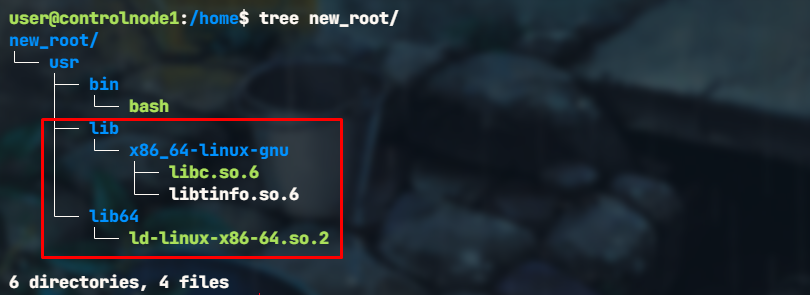 user@controlnode1:/home$ tree new_root/
new_root/
└── usr
    ├── bin
    │   └── bash
    ├── lib
    │   └── x86_64-linux-gnu
    │       ├── libc.so.6
    │       └── libtinfo.so.6
    └── lib64
        └── ld-linux-x86-64.so.2
6 directories, 4 files